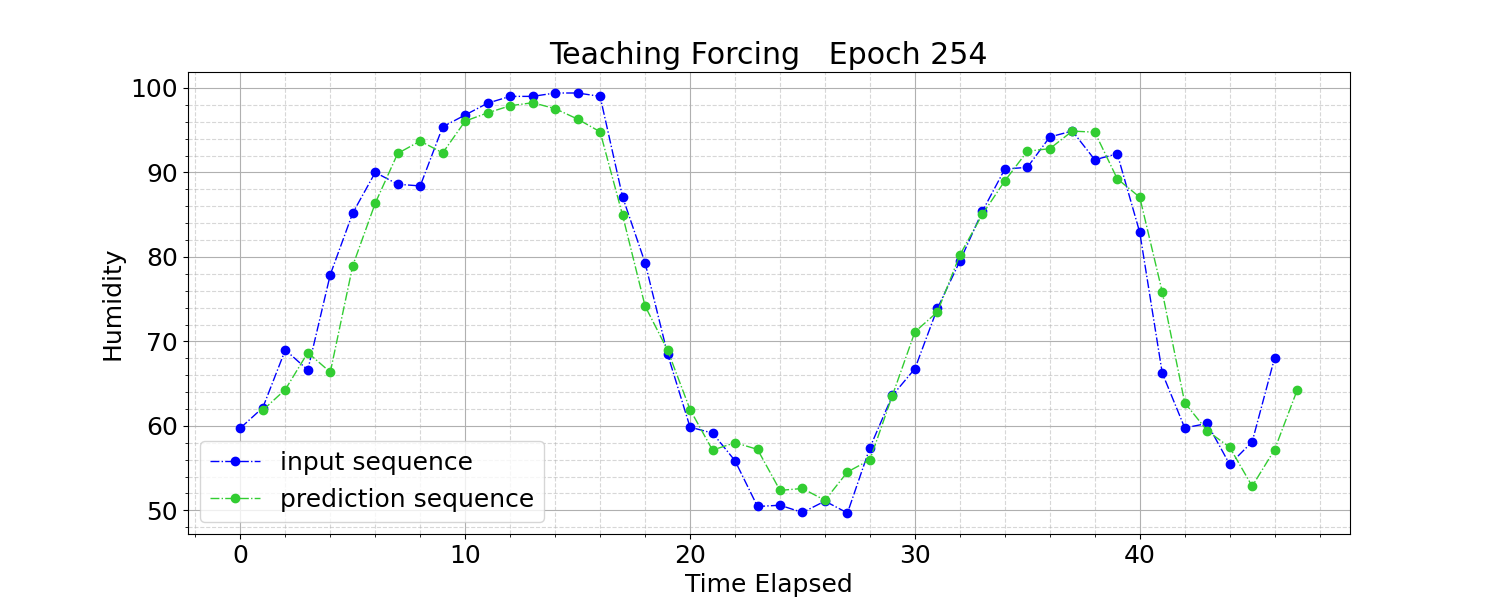 Teaching Forcing   Epoch 254
100
90
80
70
60
50
Humidity
input sequence
prediction sequence
0 10 20 30 40
Time Elapsed